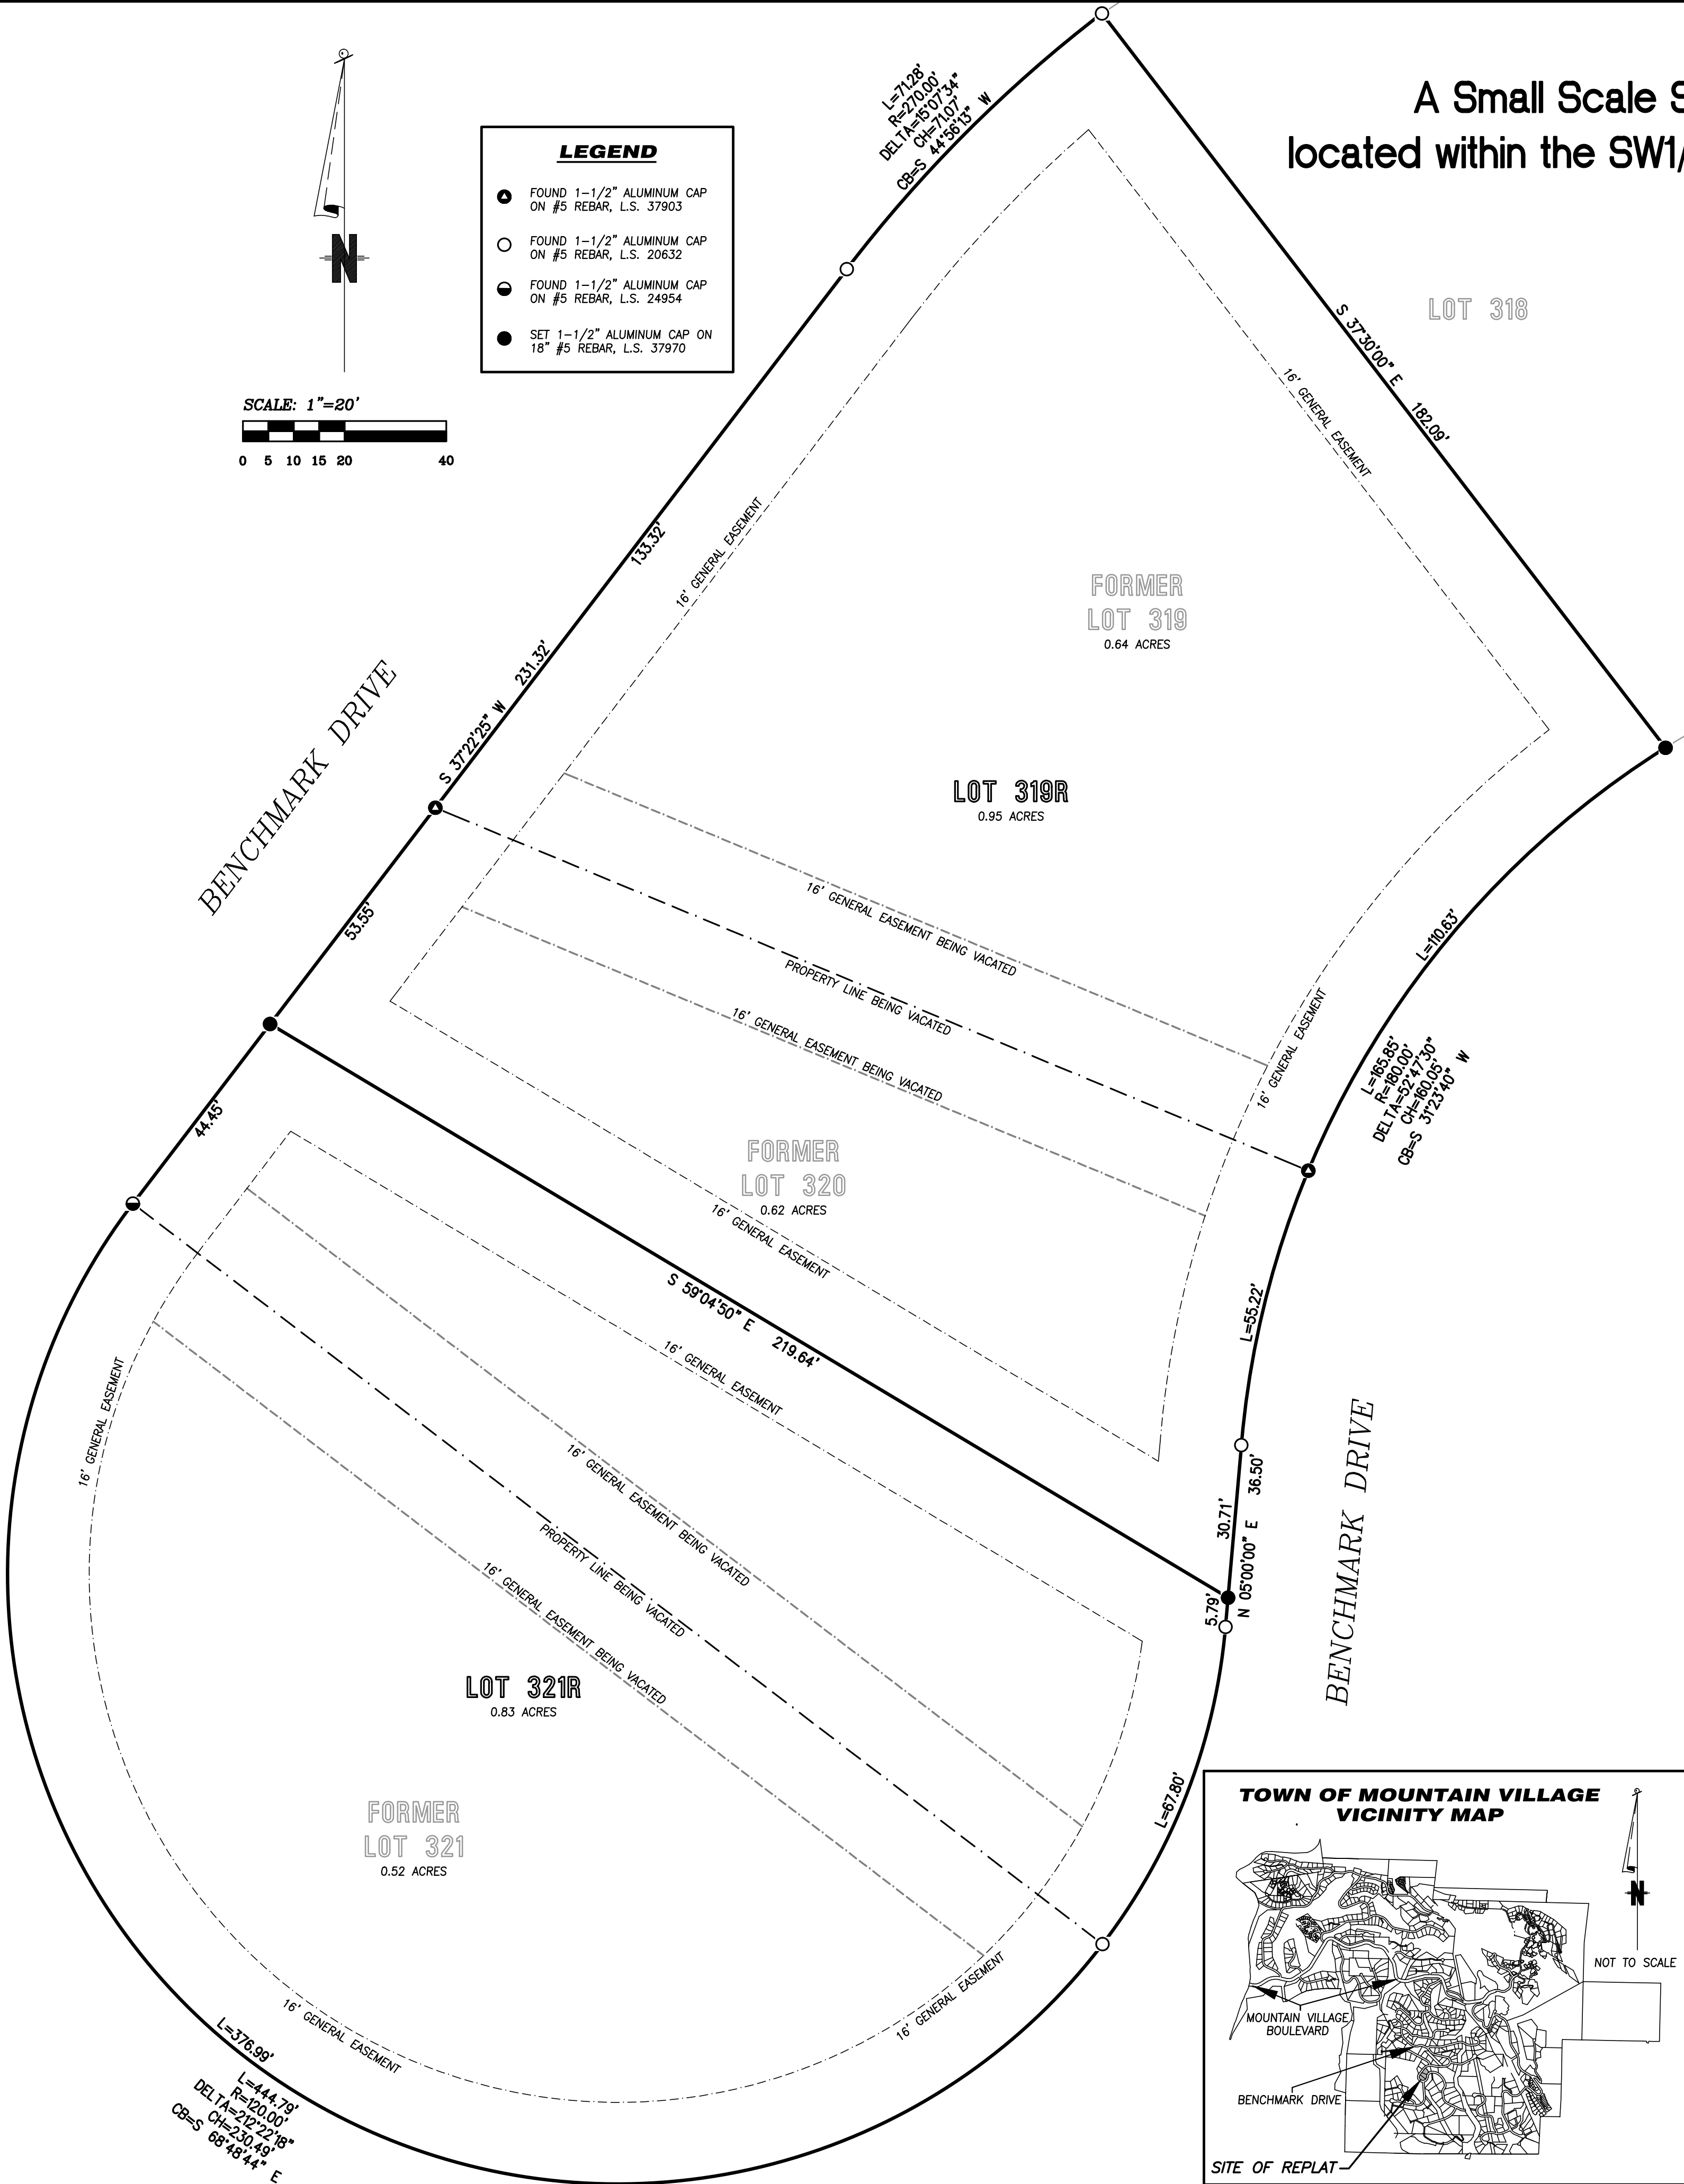 A Small Scale S
located within the SW1/
L=71.28'
R=270.00'
DELTA=15°07'34"
CH=71.07'
CB=S 44°56'13" W
LEGEND
FOUND 1-1/2" ALUMINUM CAP
ON #5 REBAR, L.S. 37903
FOUND 1-1/2" ALUMINUM CAP
ON #5 REBAR, L.S. 20632
FOUND 1-1/2" ALUMINUM CAP
ON #5 REBAR, L.S. 24954
SET 1-1/2" ALUMINUM CAP ON
18" #5 REBAR, L.S. 37970
N
SCALE: 1"=20'
0 5 10 15 20 40
LOT 318
S 37°30'00" E 182.09'
16' GENERAL EASEMENT
133.32'
16' GENERAL EASEMENT
FORMER
LOT 319
0.64 ACRES
S 37°22'25" W 231.32'
BENCHMARK DRIVE
LOT 319R
0.95 ACRES
53.55'
16' GENERAL EASEMENT BEING VACATED
PROPERTY LINE BEING VACATED
16' GENERAL EASEMENT BEING VACATED
L=110.63'
16' GENERAL EASEMENT
L=165.85'
R=180.00'
DELTA=52°47'30"
CH=160.05'
CB=S 31°23'40" W
44.45'
FORMER
LOT 320
0.62 ACRES
16' GENERAL EASEMENT
S 59°04'50" E 219.64'
L=55.22'
16' GENERAL EASEMENT
16' GENERAL EASEMENT
16' GENERAL EASEMENT BEING VACATED
PROPERTY LINE BEING VACATED
16' GENERAL EASEMENT BEING VACATED
30.71'
N 05°00'00" E 36.50'
5.79'
BENCHMARK DRIVE
LOT 321R
0.83 ACRES
L=67.80'
FORMER
LOT 321
0.52 ACRES
16' GENERAL EASEMENT
16' GENERAL EASEMENT
L=376.99'
L=444.79'
R=120.00'
DELTA=212°22'18"
CH=230.49'
CB=S 68°48'44" E
TOWN OF MOUNTAIN VILLAGE
VICINITY MAP
N
NOT TO SCALE
MOUNTAIN VILLAGE
BOULEVARD
BENCHMARK DRIVE
SITE OF REPLAT